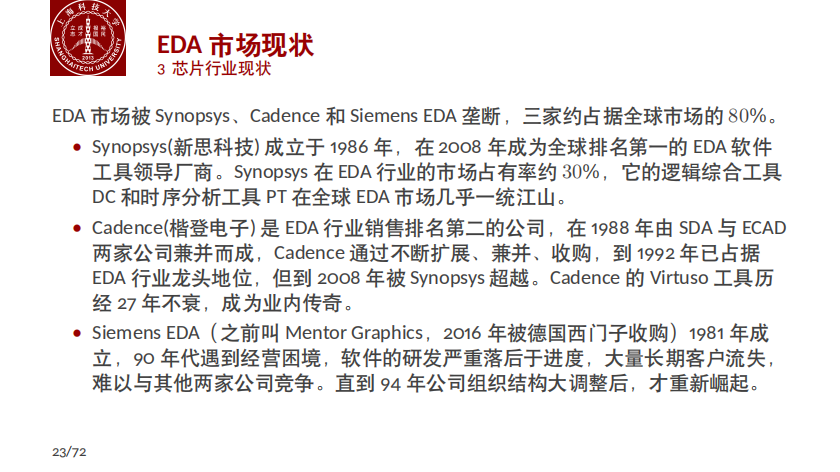 上海科技大学
立志 成才 报国 裕民
SHANGHAITECH UNIVERSITY
2013
EDA 市场现状
3 芯片行业现状
EDA 市场被 Synopsys、Cadence 和 Siemens EDA 垄断，三家约占据全球市场的 80%。
• Synopsys(新思科技) 成立于 1986 年，在 2008 年成为全球排名第一的 EDA 软件
工具领导厂商。Synopsys 在 EDA 行业的市场占有率约 30%，它的逻辑综合工具
DC 和时序分析工具 PT 在全球 EDA 市场几乎一统江山。
• Cadence(楷登电子) 是 EDA 行业销售排名第二的公司，在 1988 年由 SDA 与 ECAD
两家公司兼并而成，Cadence 通过不断扩展、兼并、收购，到 1992 年已占据
EDA 行业龙头地位，但到 2008 年被 Synopsys 超越。Cadence 的 Virtuso 工具历
经 27 年不衰，成为业内传奇。
• Siemens EDA（之前叫 Mentor Graphics，2016 年被德国西门子收购）1981 年成
立，90 年代遇到经营困境，软件的研发严重落后于进度，大量长期客户流失，
难以与其他两家公司竞争。直到 94 年公司组织结构大调整后，才重新崛起。
23/72